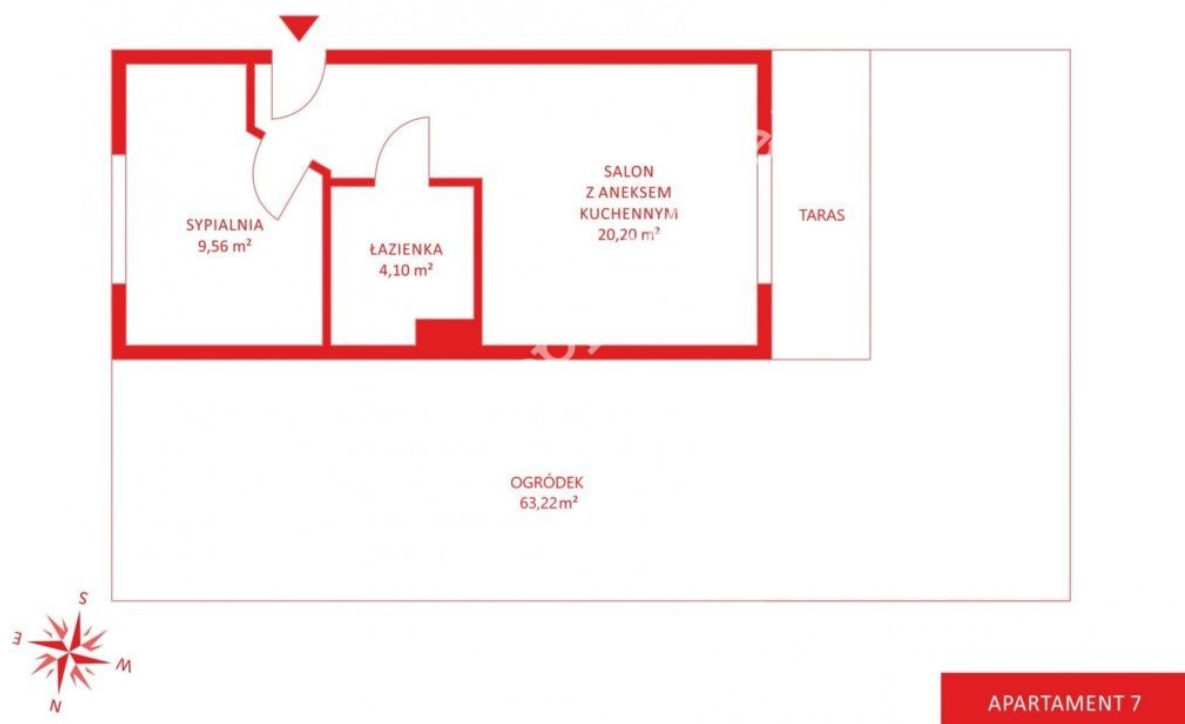 SYPIALNIA
9,56 m²
ŁAZIENKA
4,10 m²
SALON
Z ANEKSEM
KUCHENNYM
20,20 m²
TARAS
OGRÓDEK
63,22m²
S
E
W
N
APARTAMENT 7